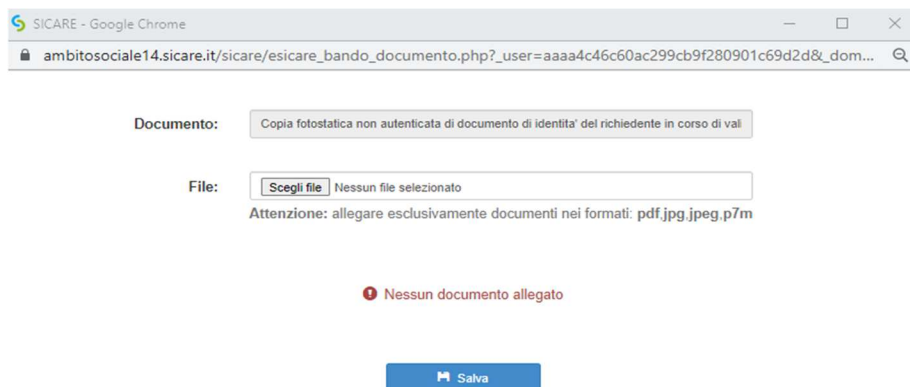 SICARE - Google Chrome
ambitosociale14.sicare.it/sicare/esicare_bando_documento.php?_user=aaaa4c46c60ac299cb9f280901c69d2d&_dom...
Documento: Copia fotostatica non autenticata di documento di identita' del richiedente in corso di vali
File: Scegli file Nessun file selezionato
Attenzione: allegare esclusivamente documenti nei formati: pdf,jpg,jpeg,p7m
Nessun documento allegato
Salva